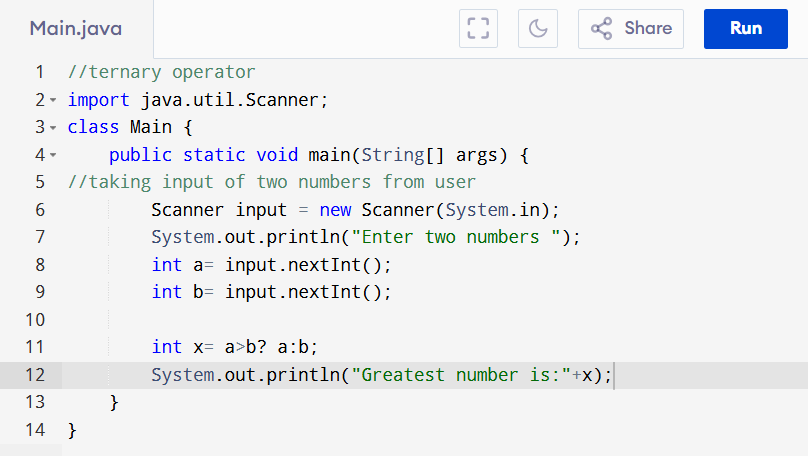 Main.java
Share
Run
1 //ternary operator
2 import java.util.Scanner;
3 class Main {
4 public static void main(String[] args) {
5 //taking input of two numbers from user
6 Scanner input = new Scanner(System.in);
7 System.out.println("Enter two numbers ");
8 int a= input.nextInt();
9 int b= input.nextInt();
10
11 int x= a>b? a:b;
12 System.out.println("Greatest number is:"+x);
13 }
14 }